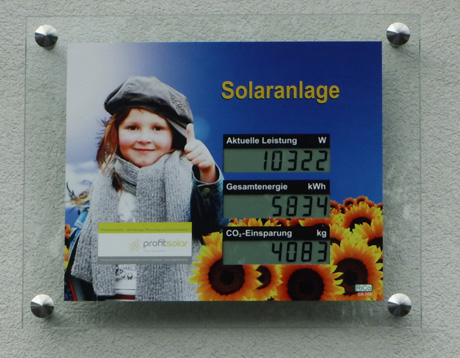 Solaranlage
Aktuelle Leistung W
10322
Gesamtenergie kWh
5834
CO₂-Einsparung kg
4083
profitsolar